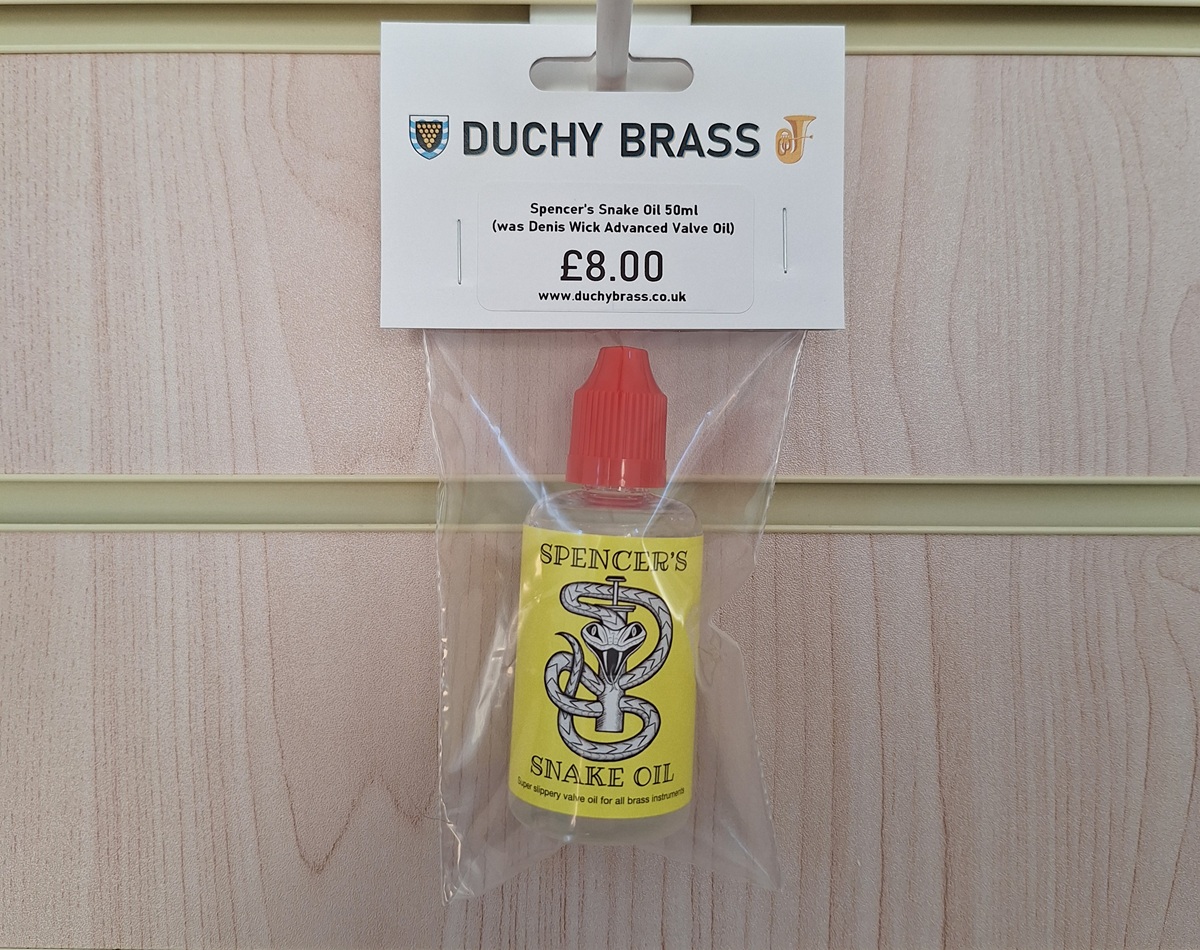 DUCHY BRASS
Spencer's Snake Oil 50ml
(was Denis Wick Advanced Valve Oil)
£8.00
www.duchybrass.co.uk
SPENCER'S
SNAKE OIL
Super slippery valve oil for all brass instruments